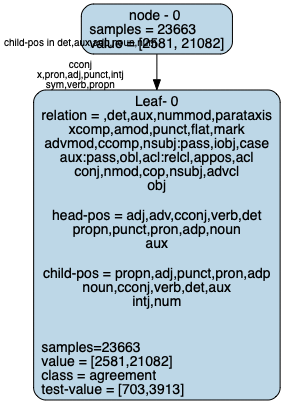 node - 0
samples = 23663
value = [2581, 21082]
child-pos in det,aux
cconj
x,pron,adj,punct,intj
sym,verb,propn
Leaf- 0
relation = ,det,aux,nummod,parataxis
xcomp,amod,punct,flat,mark
advmod,ccomp,nsubj:pass,iobj,case
aux:pass,obl,acl:relcl,appos,acl
conj,nmod,cop,nsubj,advcl
obj
head-pos = adj,adv,cconj,verb,det
propn,punct,pron,adp,noun
aux
child-pos = propn,adj,punct,pron,adp
noun,cconj,verb,det,aux
intj,num
samples=23663
value = [2581,21082]
class = agreement
test-value = [703,3913]